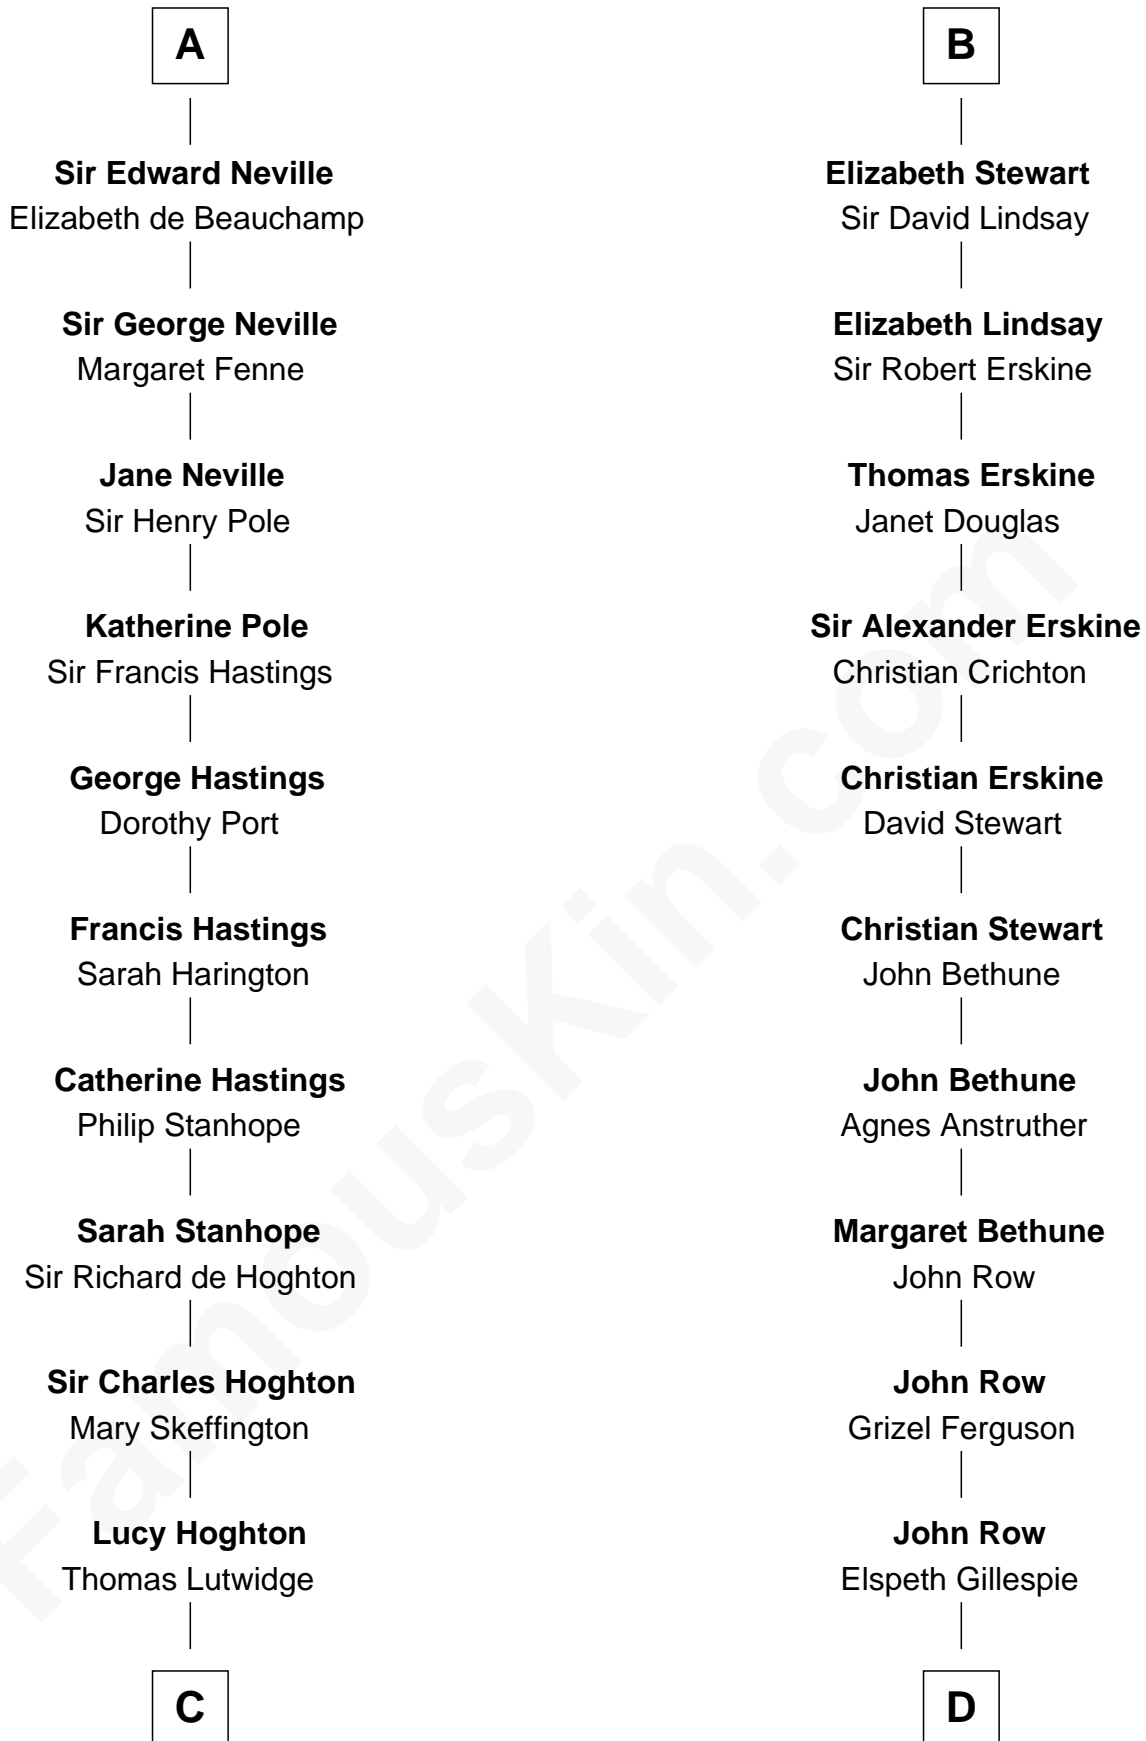 A
Sir Edward Neville
Elizabeth de Beauchamp
Sir George Neville
Margaret Fenne
Jane Neville
Sir Henry Pole
Katherine Pole
Sir Francis Hastings
George Hastings
Dorothy Port
Francis Hastings
Sarah Harington
Catherine Hastings
Philip Stanhope
Sarah Stanhope
Sir Richard de Hoghton
Sir Charles Hoghton
Mary Skeffington
Lucy Hoghton
Thomas Lutwidge
C
B
Elizabeth Stewart
Sir David Lindsay
Elizabeth Lindsay
Sir Robert Erskine
Thomas Erskine
Janet Douglas
Sir Alexander Erskine
Christian Crichton
Christian Erskine
David Stewart
Christian Stewart
John Bethune
John Bethune
Agnes Anstruther
Margaret Bethune
John Row
John Row
Grizel Ferguson
John Row
Elspeth Gillespie
D
FamousKin.com